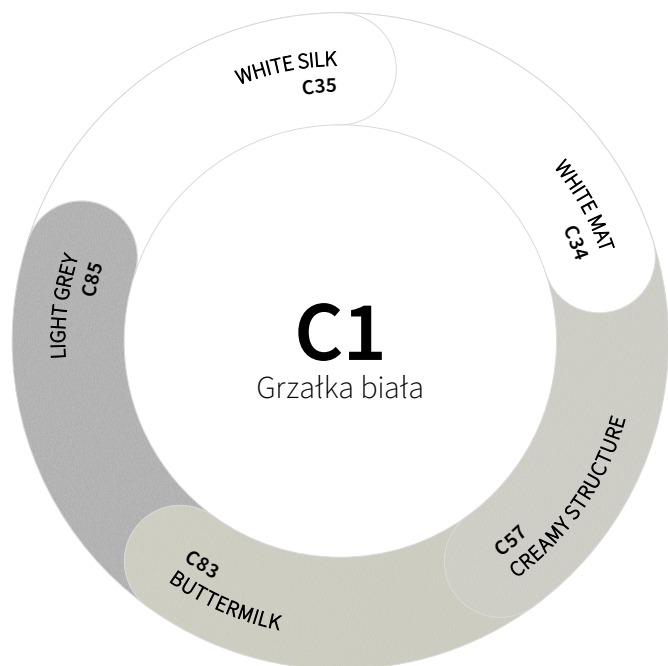 WHITE SILK
C35
WHITE MAT
C34
LIGHT GREY
C85
C1
Grzałka biała
C57
CREAMY STRUCTURE
C83
BUTTERMILK